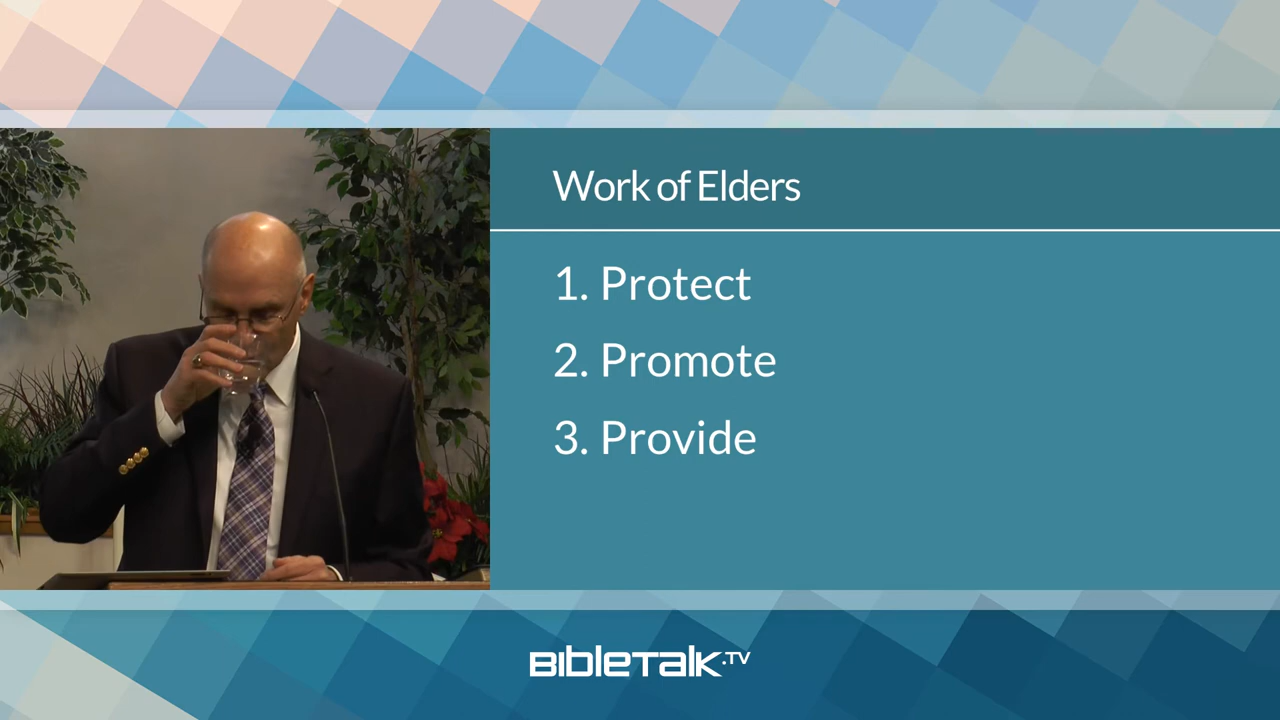 Work of Elders
1. Protect
2. Promote
3. Provide
BibleTalk.TV